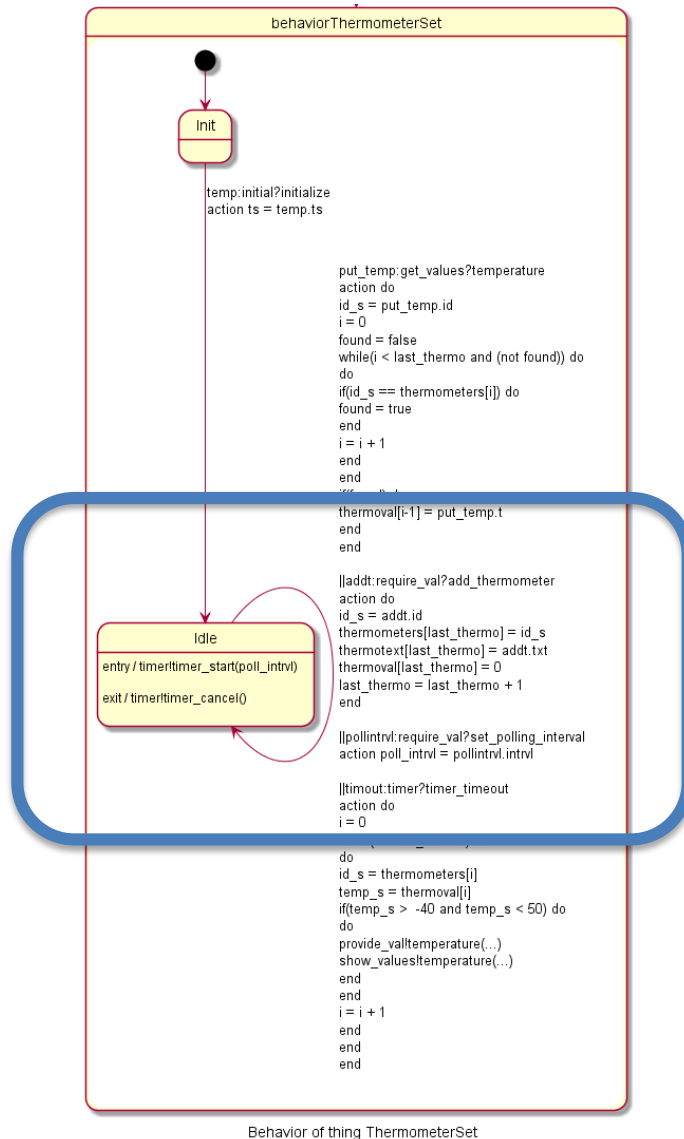 behaviorThermometerSet
Init
temp:initial?initialize
action ts = temp.ts
put_temp:get_values?temperature
action do
id_s = put_temp.id
i = 0
found = false
while(i < last_thermo and (not found)) do
do
if(id_s == thermometers[i]) do
found = true
end
i = i + 1
end
end
thermoval[i-1] = put_temp.t
end
end
||addt:require_val?add_thermometer
action do
id_s = addt.id
thermometers[last_thermo] = id_s
thermotext[last_thermo] = addt.txt
thermoval[last_thermo] = 0
last_thermo = last_thermo + 1
end
Idle
entry / timer!timer_start(poll_intrvl)
exit / timer!timer_cancel()
||pollintrvl:require_val?set_polling_interval
action poll_intrvl = pollintrvl.intrvl
||timout:timer?timer_timeout
action do
i = 0
do
id_s = thermometers[i]
temp_s = thermoval[i]
if(temp_s >  -40 and temp_s < 50) do
do
provide_val!temperature(...)
show_values!temperature(...)
end
end
i = i + 1
end
end
end
Behavior of thing ThermometerSet